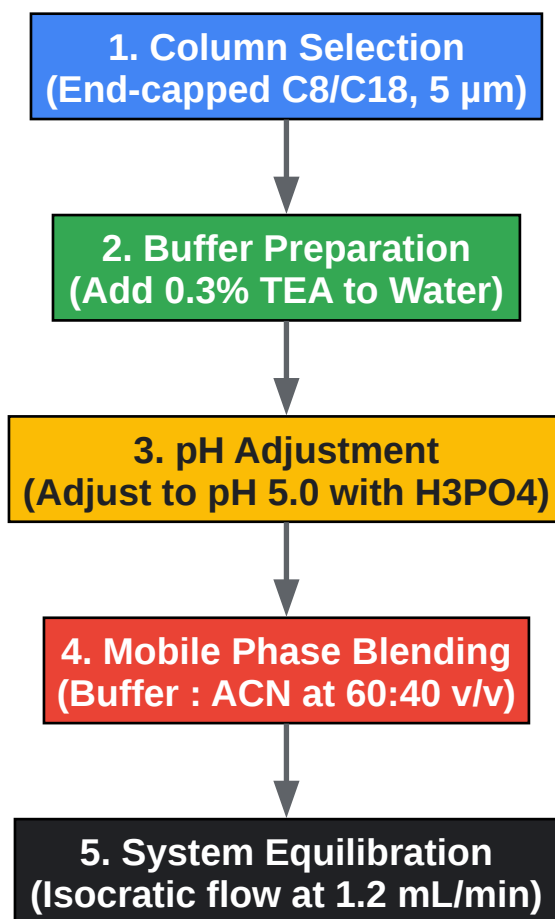 1. Column Selection
(End-capped C8/C18, 5 µm)
2. Buffer Preparation
(Add 0.3% TEA to Water)
3. pH Adjustment
(Adjust to pH 5.0 with H3PO4)
4. Mobile Phase Blending
(Buffer : ACN at 60:40 v/v)
5. System Equilibration
(Isocratic flow at 1.2 mL/min)